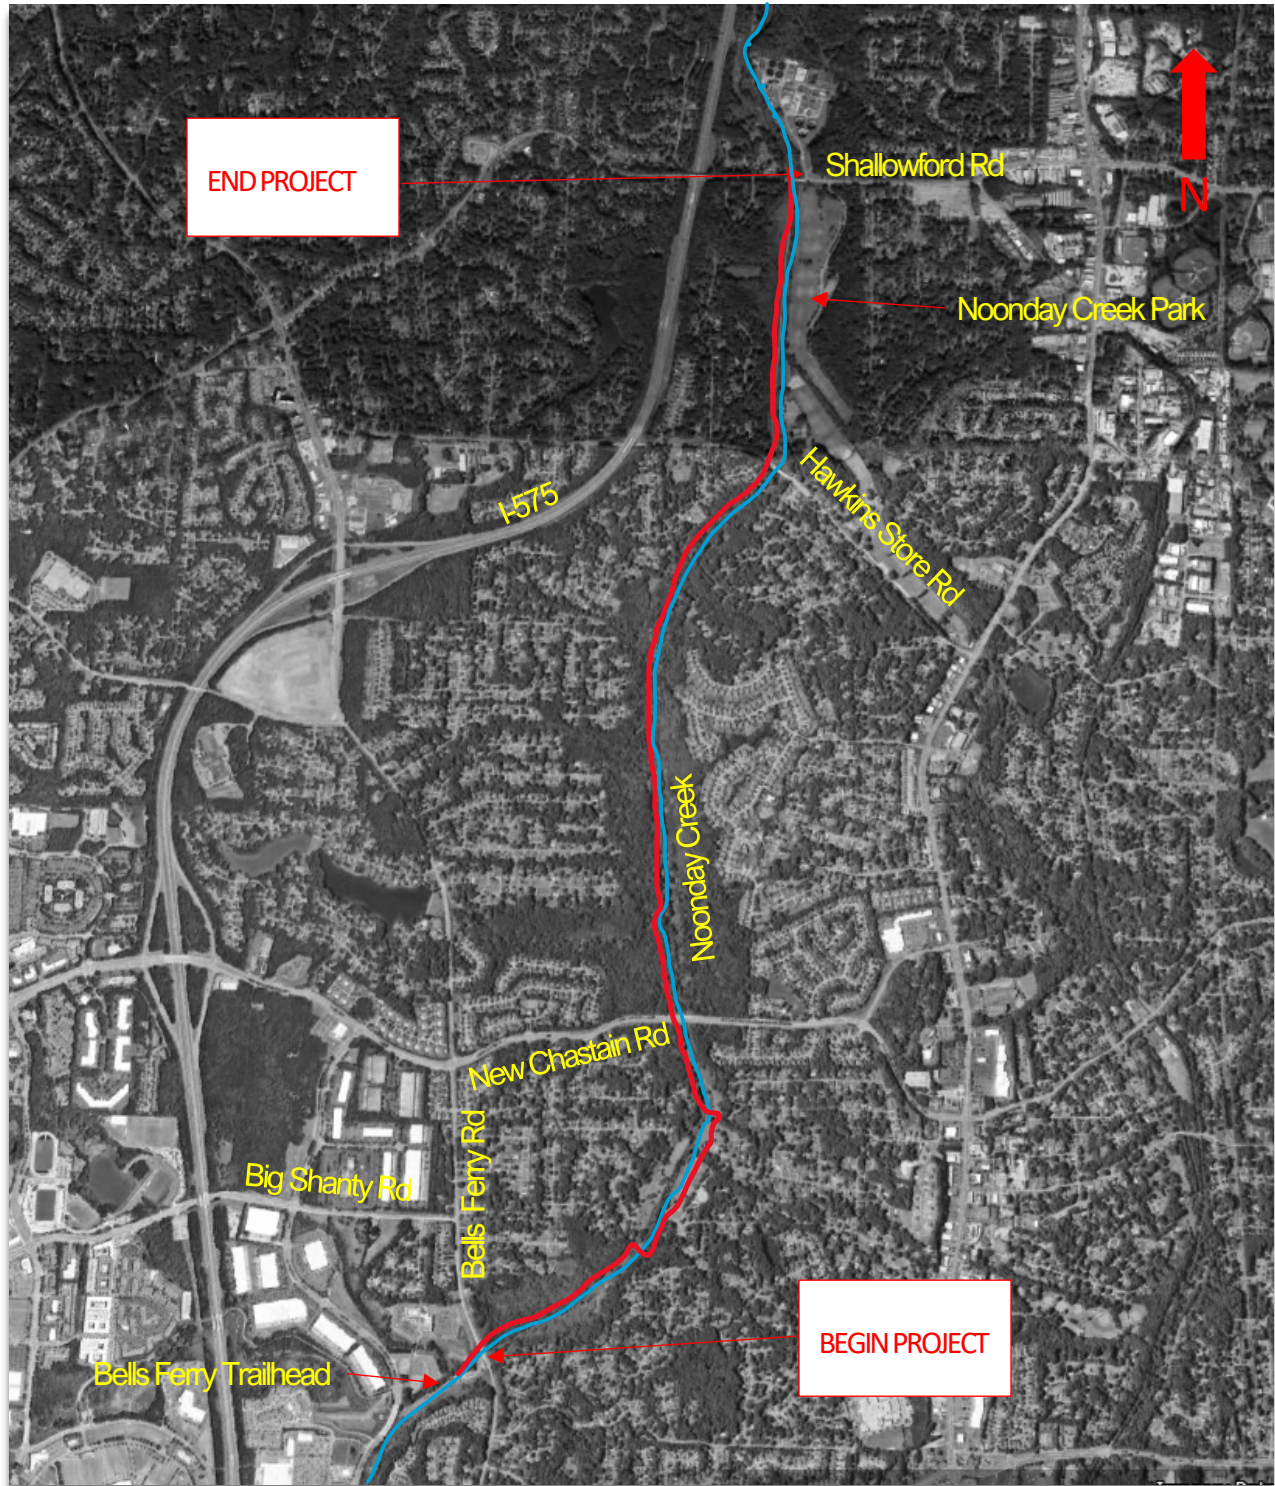 END PROJECT
Shallowford Rd
N
Noonday Creek Park
I-575
Hawkins Store Rd
Noonday Creek
New Chastain Rd
Bells Ferry Rd
Big Shanty Rd
BEGIN PROJECT
Bells Ferry Trailhead